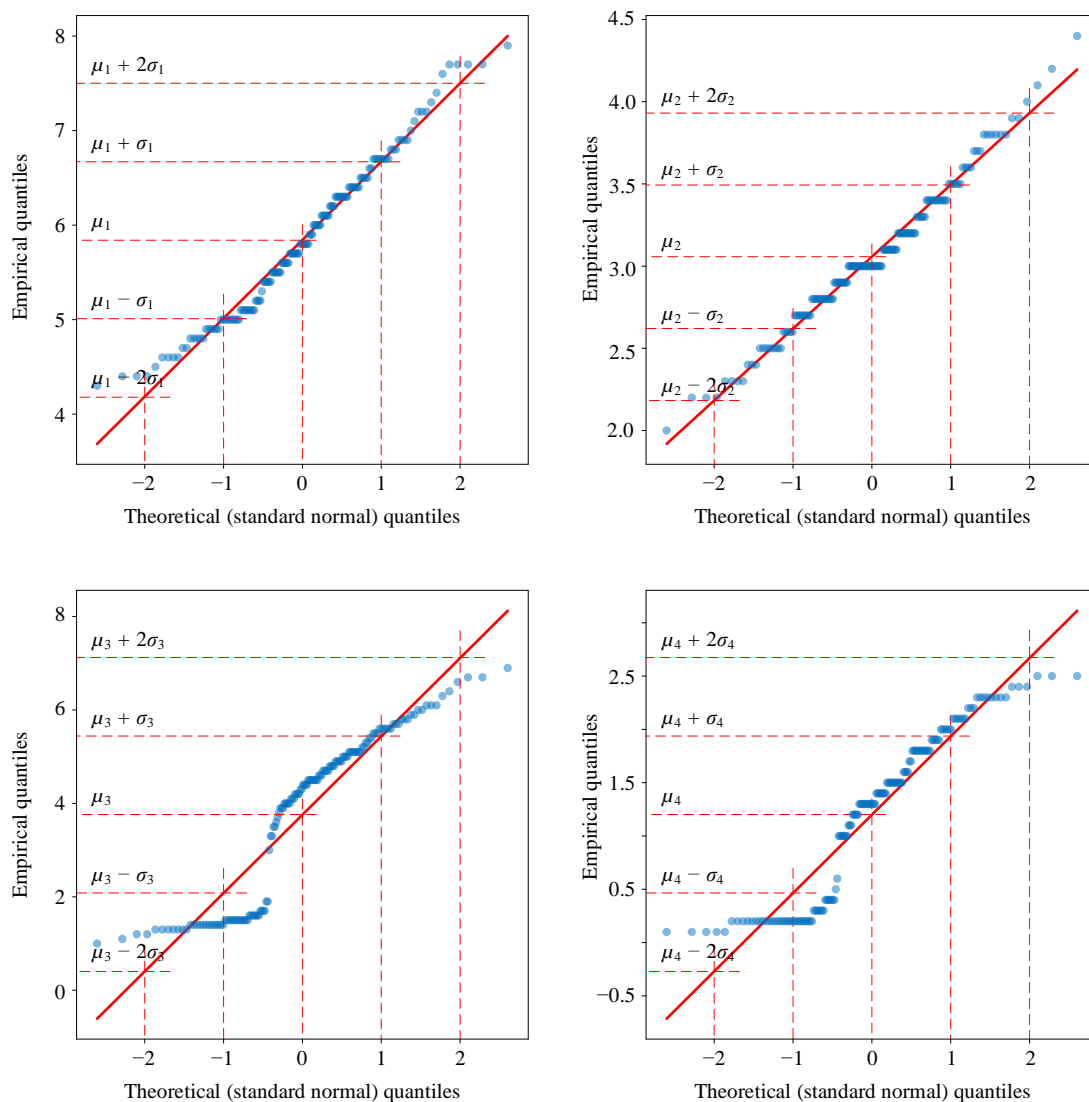 8
7
6
5
4
Empirical quantiles
μ₁ + 2σ₁
μ₁ + σ₁
μ₁
μ₁ − σ₁
μ₁ − 2σ₁
−2 −1 0 1 2
Theoretical (standard normal) quantiles
4.5
4.0
3.5
3.0
2.5
2.0
Empirical quantiles
μ₂ + 2σ₂
μ₂ + σ₂
μ₂
μ₂ − σ₂
μ₂ − 2σ₂
−2 −1 0 1 2
Theoretical (standard normal) quantiles
8
6
4
2
0
Empirical quantiles
μ₃ + 2σ₃
μ₃ + σ₃
μ₃
μ₃ − σ₃
μ₃ − 2σ₃
−2 −1 0 1 2
Theoretical (standard normal) quantiles
2.5
1.5
0.5
−0.5
Empirical quantiles
μ₄ + 2σ₄
μ₄ + σ₄
μ₄
μ₄ − σ₄
μ₄ − 2σ₄
−2 −1 0 1 2
Theoretical (standard normal) quantiles